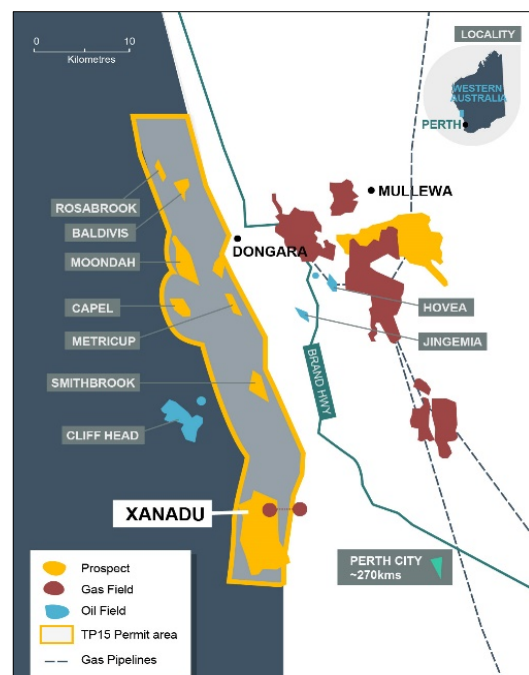 0 10
Kilometres
LOCALITY
WESTERN
AUSTRALIA
PERTH
ROSABROOK
BALDIVIS
MOONDAH
CAPEL
METRICUP
SMITHBROOK
CLIFF HEAD
XANADU
MULLEWA
DONGARA
HOVEA
JINGEMIA
BRAND HWY
PERTH CITY
~270kms
Prospect
Gas Field
Oil Field
TP15 Permit area
Gas Pipelines